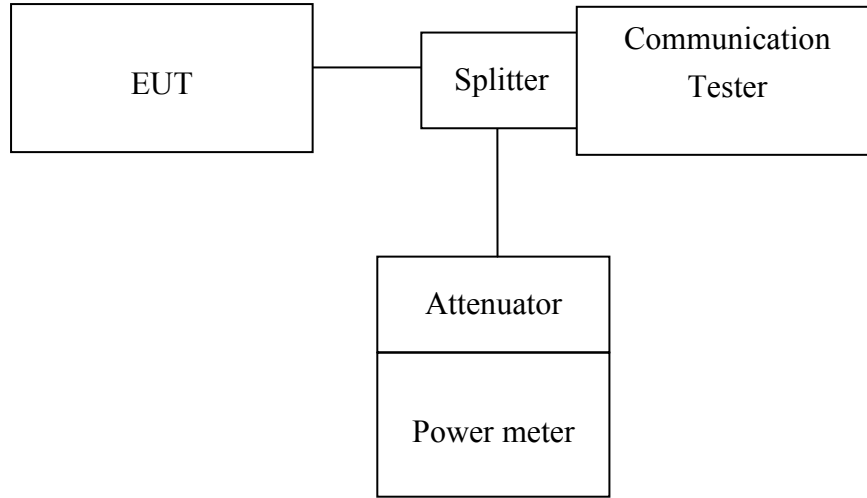 EUT
Splitter
Communication
Tester
Attenuator
Power meter